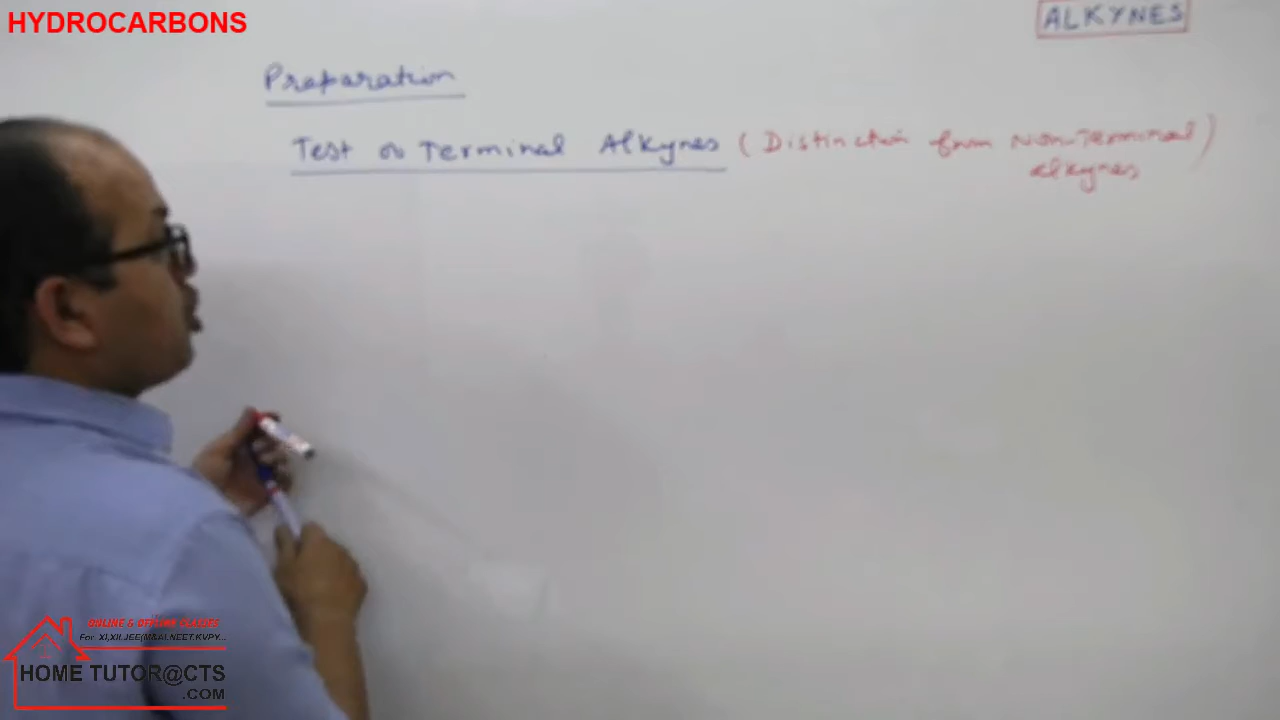 HYDROCARBONS
ALKYNES
Preparation
Test os Terminal Alkynes (Distinction from Non-Terminal)
alkynes
ONLINE & OFFLINE CLASSES
For: XI,XII,JEE(M&A),NEET,KVPY...
HOME TUTOR@CTS
.COM